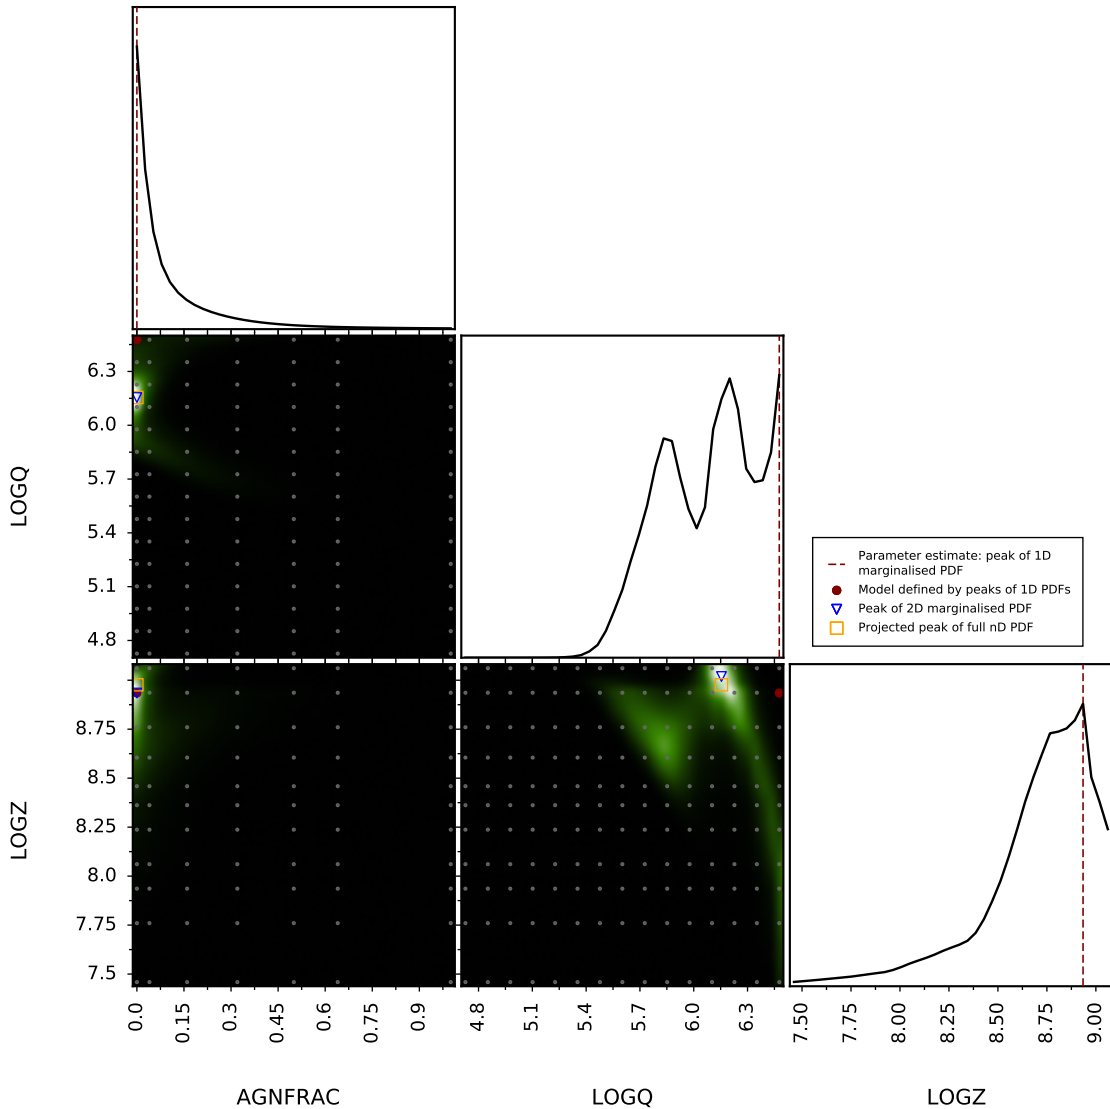 6.3
6.0
5.7
5.4
5.1
4.8
LOGQ
Parameter estimate: peak of 1D
marginalised PDF
Model defined by peaks of 1D PDFs
Peak of 2D marginalised PDF
Projected peak of full nD PDF
8.75
8.5
8.25
8.0
7.75
7.5
LOGZ
0.0 0.15 0.3 0.45 0.6 0.75 0.9
4.8 5.1 5.4 5.7 6.0 6.3
7.50 7.75 8.00 8.25 8.50 8.75 9.00
AGNFRAC LOGQ LOGZ